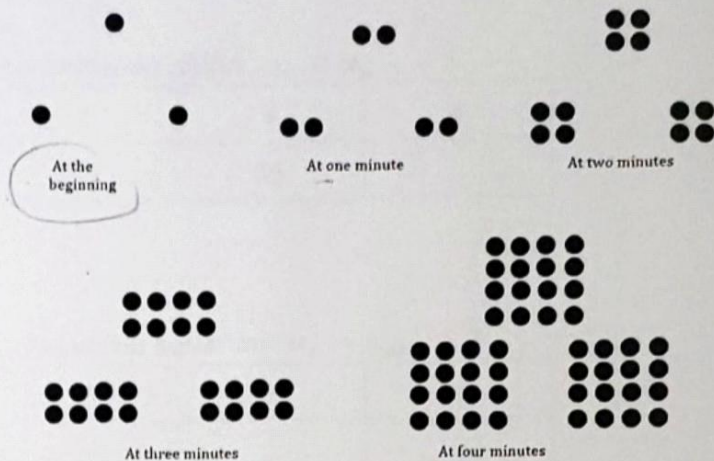 At the
beginning
At one minute
At two minutes
At three minutes
At four minutes